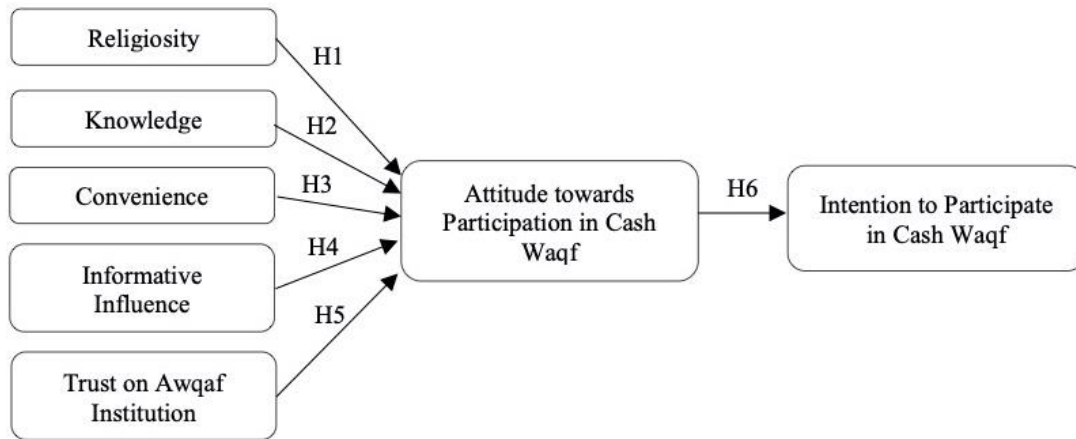 Religiosity
H1
Knowledge
H2
Convenience
H3
Informative
Influence
H4
Trust on Awqaf
Institution
H5
Attitude towards
Participation in Cash
Waqf
H6
Intention to Participate
in Cash Waqf